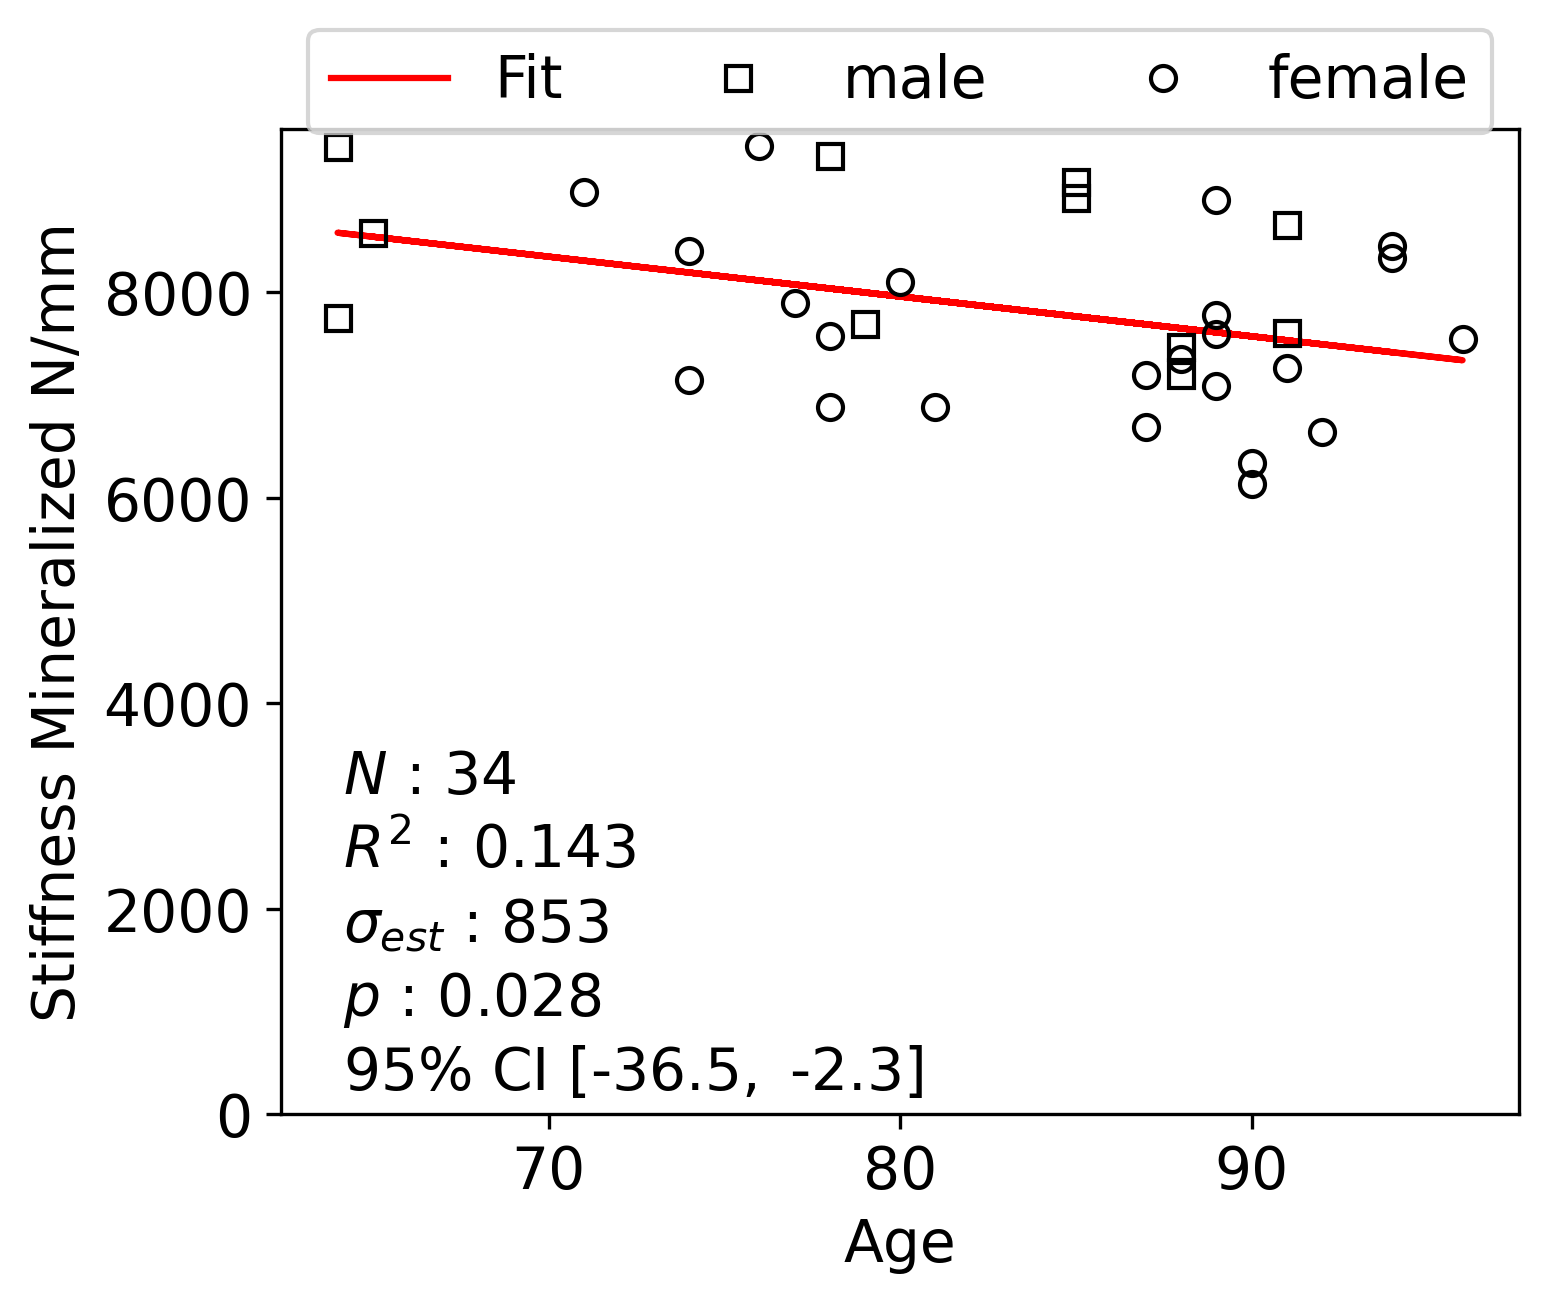 Fit male female
Stiffness Mineralized N/mm
8000
6000
4000
2000
0
N : 34
R² : 0.143
σest : 853
p : 0.028
95% CI [-36.5, -2.3]
70 80 90
Age